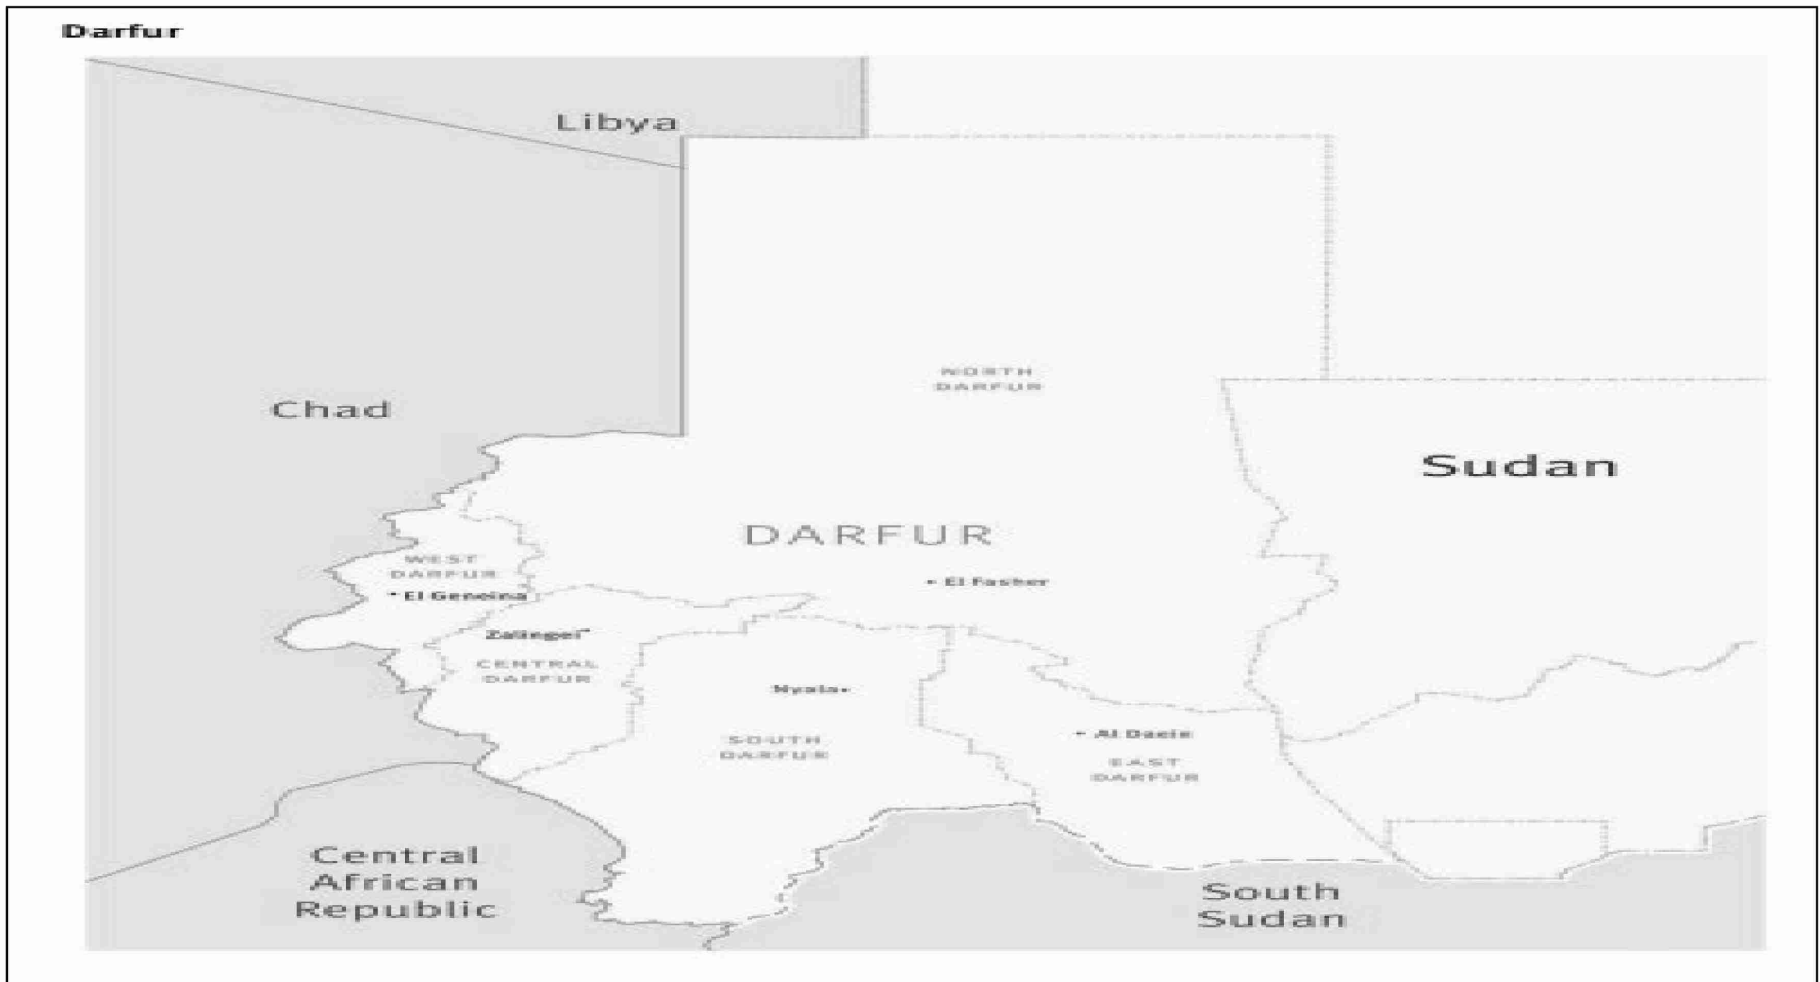 Darfur
Libya
NORTH
DARFUR
Chad
Sudan
DARFUR
WEST
DARFUR
El Fasher
El Geneina
Zalingei
CENTRAL
DARFUR
Nyala
Al Daein
SOUTH
DARFUR
EAST
DARFUR
Central
African
Republic
South
Sudan